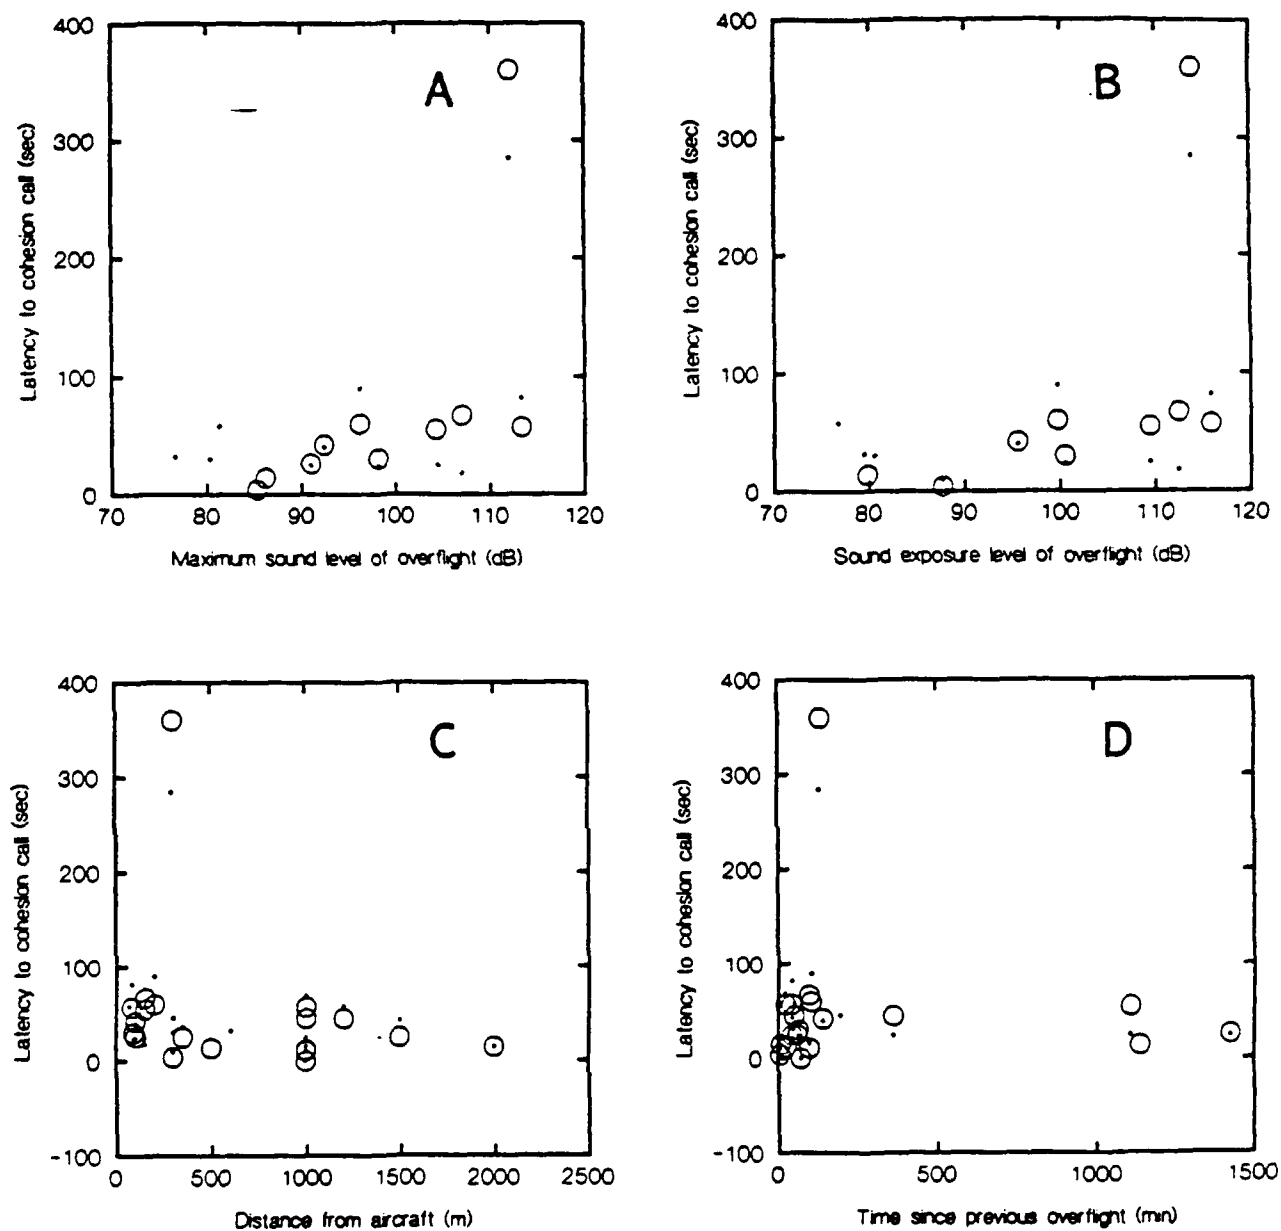 A
400
300
200
100
0
Latency to cohesion call (sec)
70 80 90 100 110 120
Maximum sound level of overflight (dB)
B
400
300
200
100
0
Latency to cohesion call (sec)
70 80 90 100 110 120
Sound exposure level of overflight (dB)
C
400
300
200
100
0
-100
Latency to cohesion call (sec)
0 500 1000 1500 2000 2500
Distance from aircraft (m)
D
400
300
200
100
0
-100
Latency to cohesion call (sec)
0 500 1000 1500
Time since previous overflight (min)